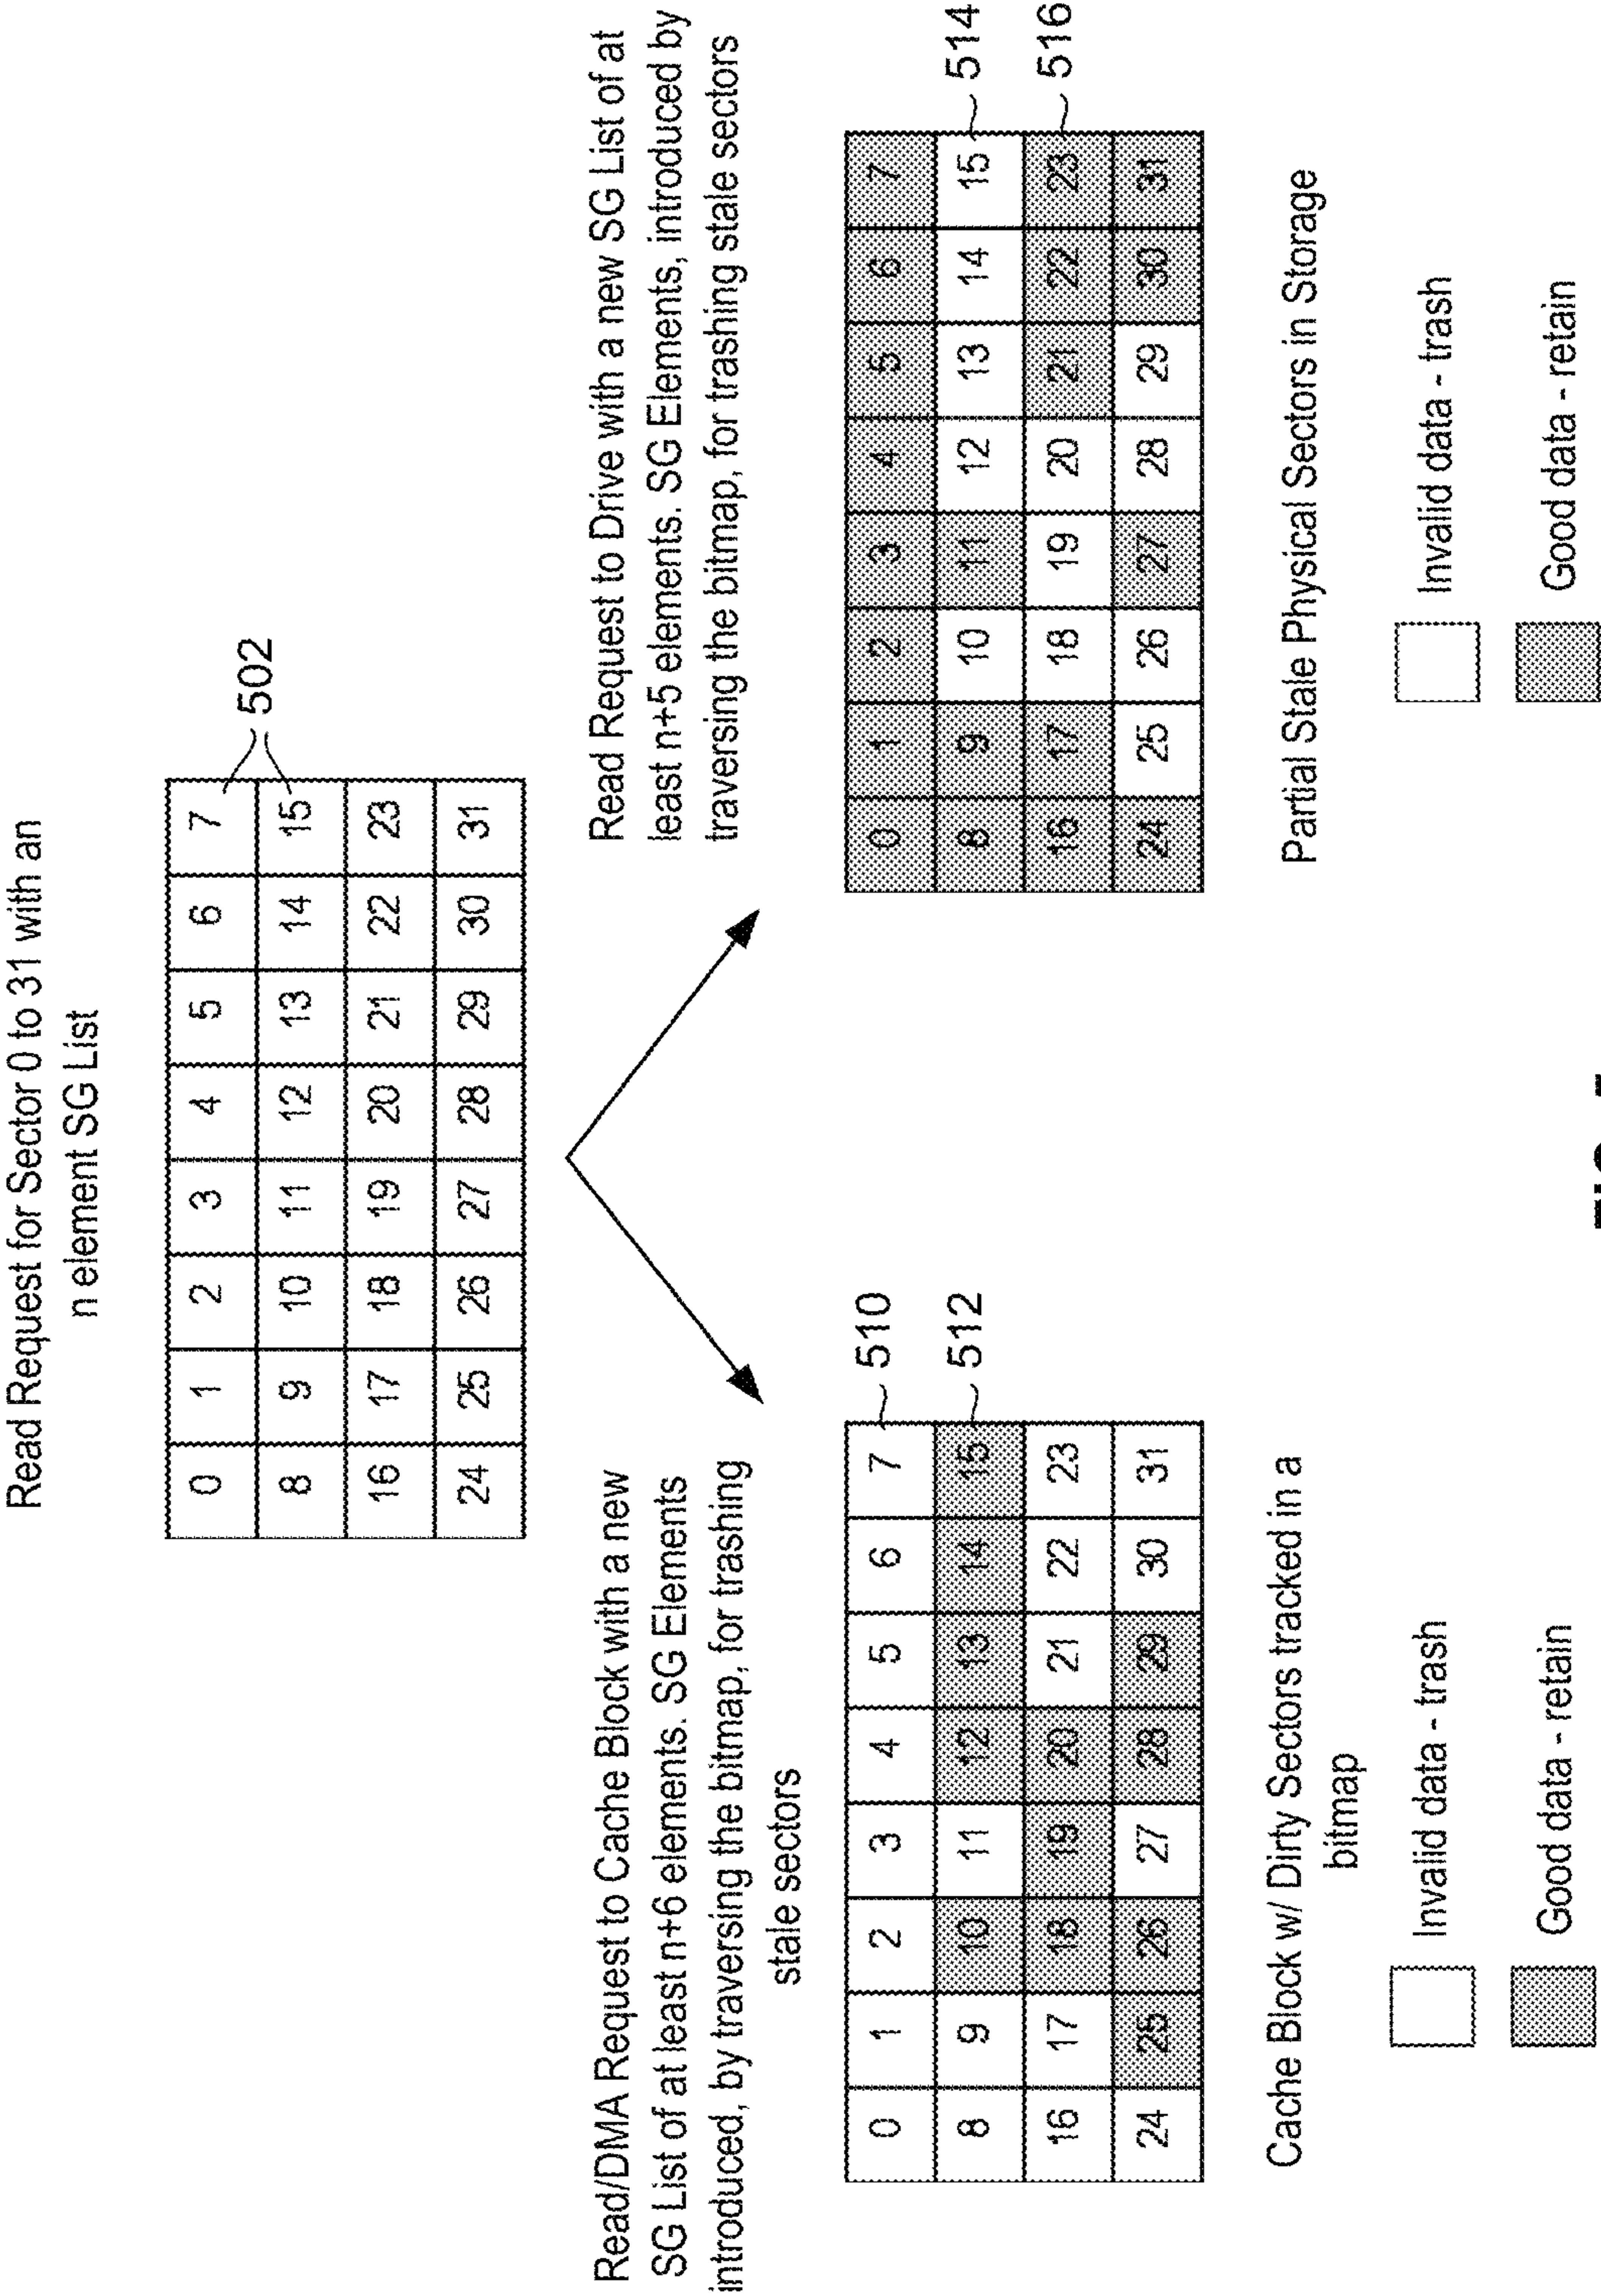 Read Request for Sector 0 to 31 with an
n element SG List
0 1 2 3 4 5 6 7
8 9 10 11 12 13 14 15
16 17 18 19 20 21 22 23
24 25 26 27 28 29 30 31
502
Read/DMA Request to Cache Block with a new
SG List of at least n+6 elements. SG Elements
introduced, by traversing the bitmap, for trashing
stale sectors
0 1 2 3 4 5 6 7
8 9 10 11 12 13 14 15
16 17 18 19 20 21 22 23
24 25 26 27 28 29 30 31
510
512
Cache Block w/ Dirty Sectors tracked in a
bitmap
Invalid data - trash
Good data - retain
Read Request to Drive with a new SG List of at
least n+5 elements. SG Elements, introduced by
traversing the bitmap, for trashing stale sectors
0 1 2 3 4 5 6 7
8 9 10 11 12 13 14 15
16 17 18 19 20 21 22 23
24 25 26 27 28 29 30 31
514
516
Partial Stale Physical Sectors in Storage
Invalid data - trash
Good data - retain